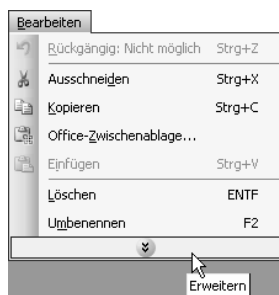 Bearbeiten
Rückgängig: Nicht möglich Strg+Z
Ausschneiden Strg+X
Kopieren Strg+C
Office-Zwischenablage...
Einfügen Strg+V
Löschen ENTF
Umbenennen F2
Erweitern